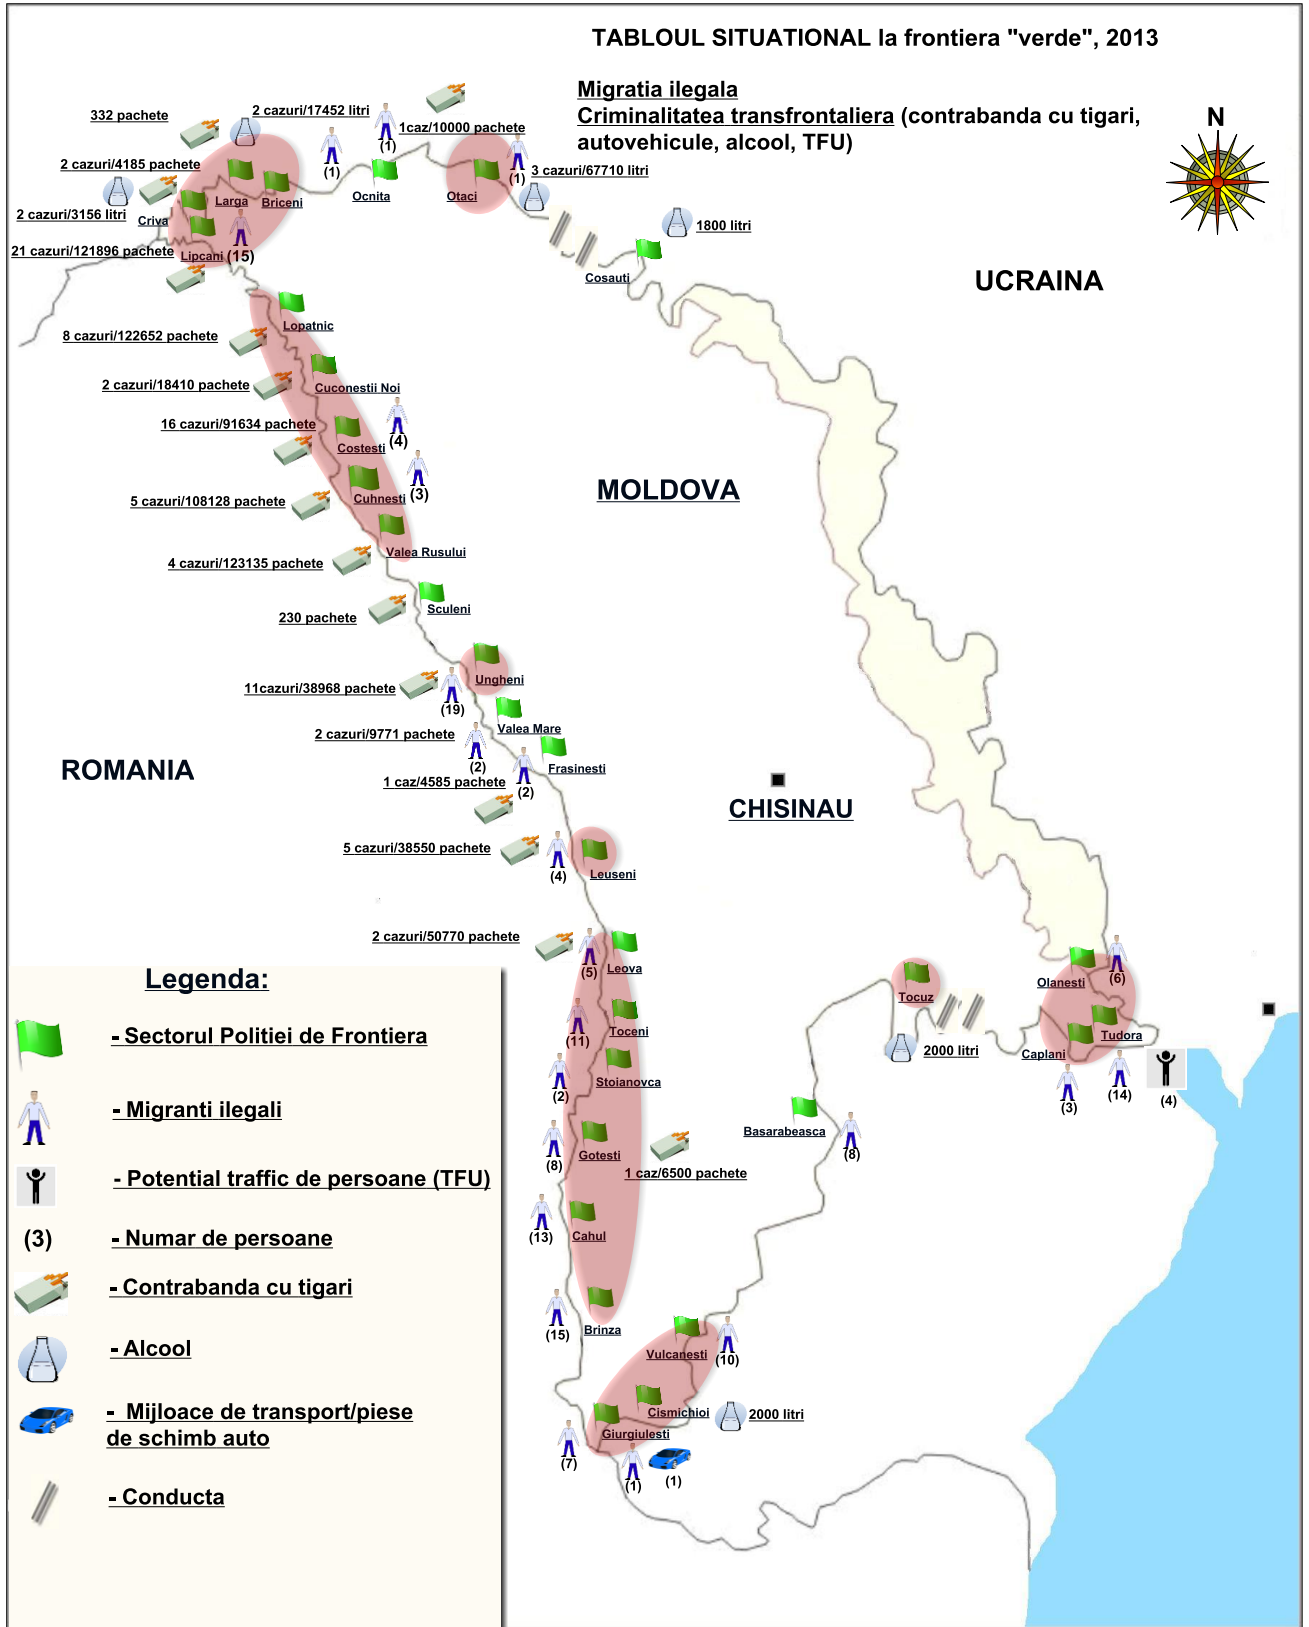 TABLOUL SITUATIONAL la frontiera "verde", 2013
Migratia ilegala
Criminalitatea transfrontaliera (contrabanda cu tigari,
autovehicule, alcool, TFU)
N
332 pachete
2 cazuri/17452 litri
(1)
(1)
1caz/10000 pachete
(1)
3 cazuri/67710 litri
2 cazuri/4185 pachete
Larga
Briceni
Ocnita
Otaci
2 cazuri/3156 litri
Criva
1800 litri
21 cazuri/121896 pachete
Lipcani
(15)
Cosauti
UCRAINA
Lopatnic
8 cazuri/122652 pachete
2 cazuri/18410 pachete
Cuconestii Noi
16 cazuri/91634 pachete
(4)
Costesti
MOLDOVA
5 cazuri/108128 pachete
Cuhnesti
(3)
4 cazuri/123135 pachete
Valea Rusului
230 pachete
Sculeni
11cazuri/38968 pachete
Ungheni
(19)
2 cazuri/9771 pachete
Valea Mare
(2)
ROMANIA
Frasinesti
1 caz/4585 pachete
(2)
CHISINAU
5 cazuri/38550 pachete
(4)
Leuseni
2 cazuri/50770 pachete
(5)
Leova
Tocuz
Olanesti
(6)
(11)
Toceni
2000 litri
Caplani
Tudora
(2)
Stoianovca
(3)
(14)
(4)
Basarabeasca
(8)
(8)
Gotesti
1 caz/6500 pachete
(13)
Cahul
(15)
Brinza
Vulcanesti
(10)
Cismichioi
2000 litri
Giurgiulesti
(7)
(1)
(1)
Legenda:
- Sectorul Politiei de Frontiera
- Migranti ilegali
- Potential traffic de persoane (TFU)
(3)
- Numar de persoane
- Contrabanda cu tigari
- Alcool
- Mijloace de transport/piese
de schimb auto
- Conducta